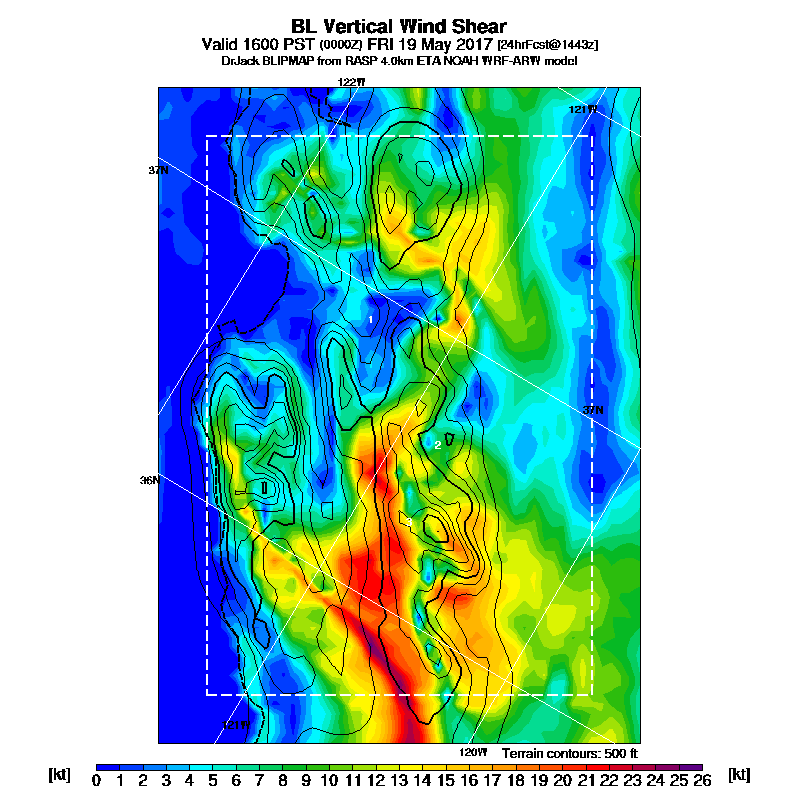 BL Vertical Wind Shear
Valid 1600 PST (0000Z) FRI 19 May 2017 [24hrFcst@1443z]
DrJack BLIPMAP from RASP 4.0km ETA NOAH WRF-ARW model
122W
121W
37N
1
37N
2
36N
3
121W
120W Terrain contours: 500 ft
[kt] 0 1 2 3 4 5 6 7 8 9 10 11 12 13 14 15 16 17 18 19 20 21 22 23 24 25 26 [kt]